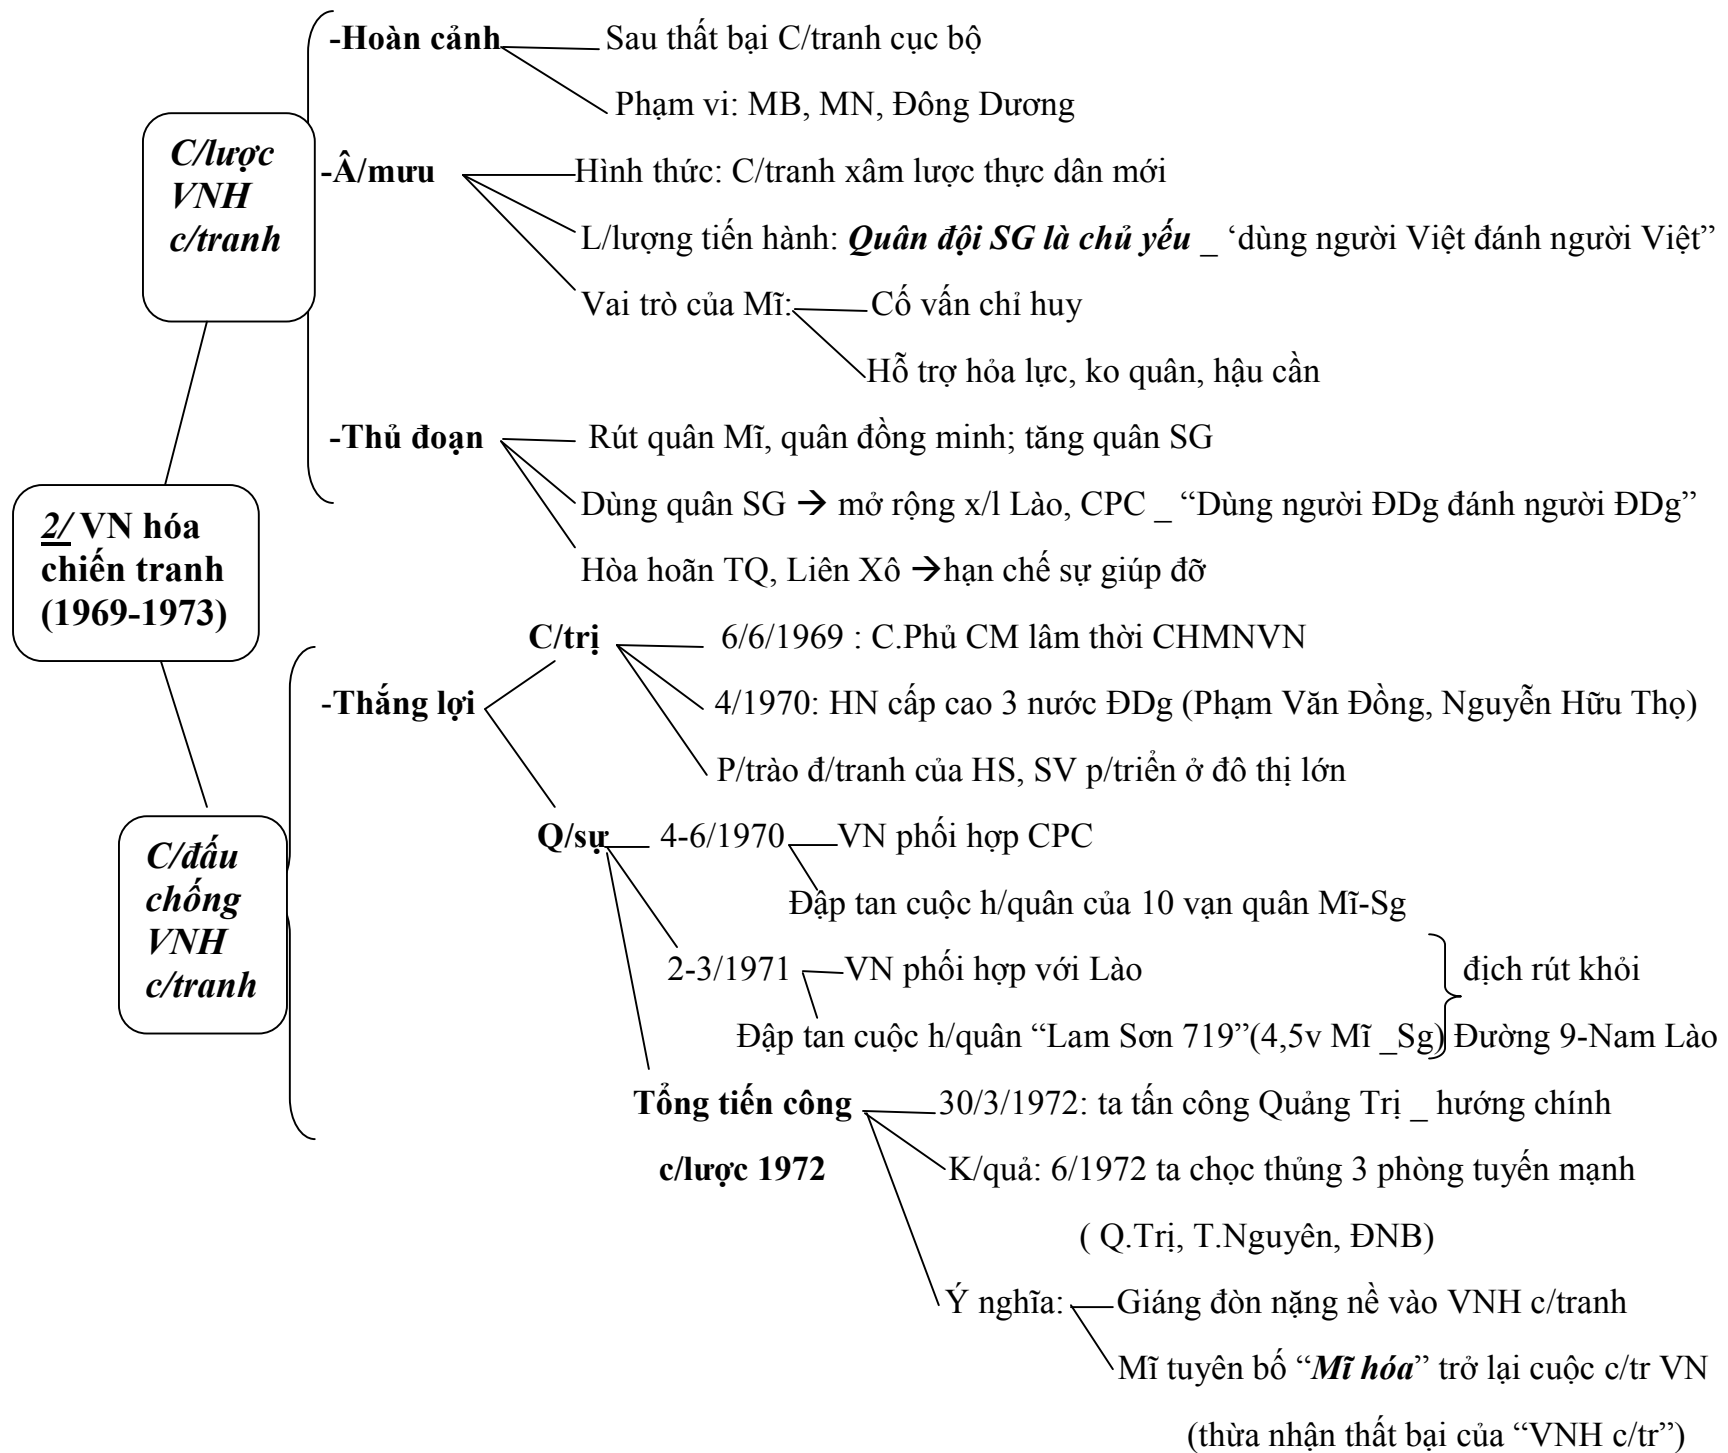 -Hoàn cảnh
Sau thất bại C/tranh cục bộ
Phạm vi: MB, MN, Đông Dương
C/lược
VNH
c/tranh
-Â/mưu
Hình thức: C/tranh xâm lược thực dân mới
L/lượng tiến hành: Quân đội SG là chủ yếu _ ‘dùng người Việt đánh người Việt”
Vai trò của Mĩ:
Cố vấn chỉ huy
Hỗ trợ hỏa lực, ko quân, hậu cần
-Thủ đoạn
Rút quân Mĩ, quân đồng minh; tăng quân SG
Dùng quân SG → mở rộng x/l Lào, CPC _ “Dùng người ĐDg đánh người ĐDg”
Hòa hoãn TQ, Liên Xô →hạn chế sự giúp đỡ
2/ VN hóa
chiến tranh
(1969-1973)
C/trị
6/6/1969 : C.Phủ CM lâm thời CHMNVN
-Thắng lợi
4/1970: HN cấp cao 3 nước ĐDg (Phạm Văn Đồng, Nguyễn Hữu Thọ)
P/trào đ/tranh của HS, SV p/triển ở đô thị lớn
C/đấu
chống
VNH
c/tranh
Q/sự
4-6/1970
VN phối hợp CPC
Đập tan cuộc h/quân của 10 vạn quân Mĩ-Sg
2-3/1971
VN phối hợp với Lào
địch rút khỏi
Đập tan cuộc h/quân “Lam Sơn 719”(4,5v Mĩ _Sg) Đường 9-Nam Lào
Tổng tiến công
c/lược 1972
30/3/1972: ta tấn công Quảng Trị _ hướng chính
K/quả: 6/1972 ta chọc thủng 3 phòng tuyến mạnh
( Q.Trị, T.Nguyên, ĐNB)
Ý nghĩa:
Giáng đòn nặng nề vào VNH c/tranh
Mĩ tuyên bố “Mĩ hóa” trở lại cuộc c/tr VN
(thừa nhận thất bại của “VNH c/tr”)